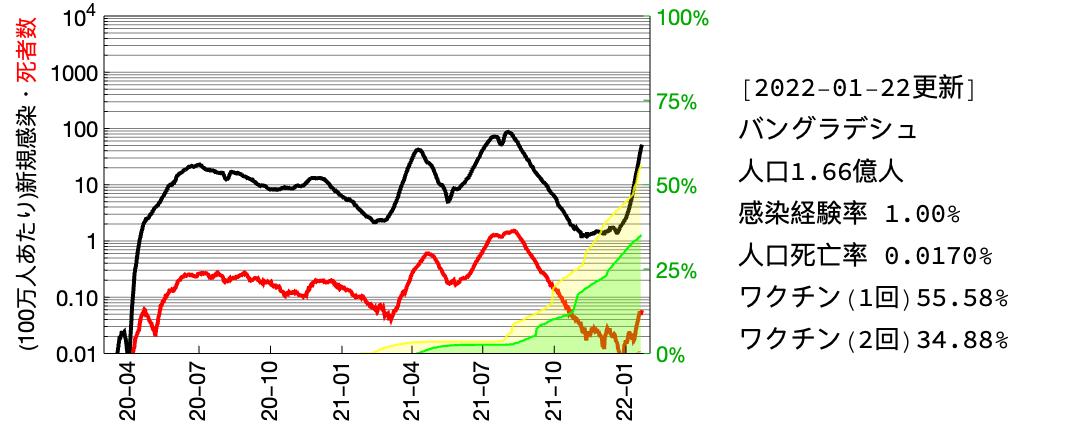 (100万人あたり)新規感染・死者数
10^4
1000
100
10
1
0.10
0.01
100%
75%
50%
25%
0%
20-04
20-07
20-10
21-01
21-04
21-07
21-10
22-01
[2022-01-22更新]
バングラデシュ
人口1.66億人
感染経験率 1.00%
人口死亡率 0.0170%
ワクチン(1回)55.58%
ワクチン(2回)34.88%